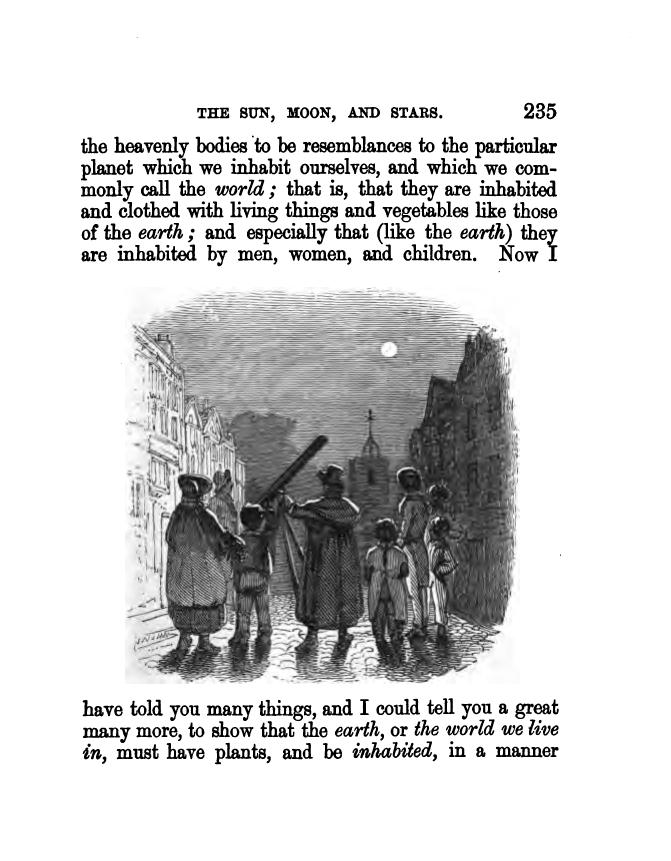 THE SUN, MOON, AND STARS. 235
the heavenly bodies to be resemblances to the particular
planet which we inhabit ourselves, and which we com-
monly call the world; that is, that they are inhabited
and clothed with living things and vegetables like those
of the earth; and especially that (like the earth) they
are inhabited by men, women, and children. Now I
have told you many things, and I could tell you a great
many more, to show that the earth, or the world we live
in, must have plants, and be inhabited, in a manner